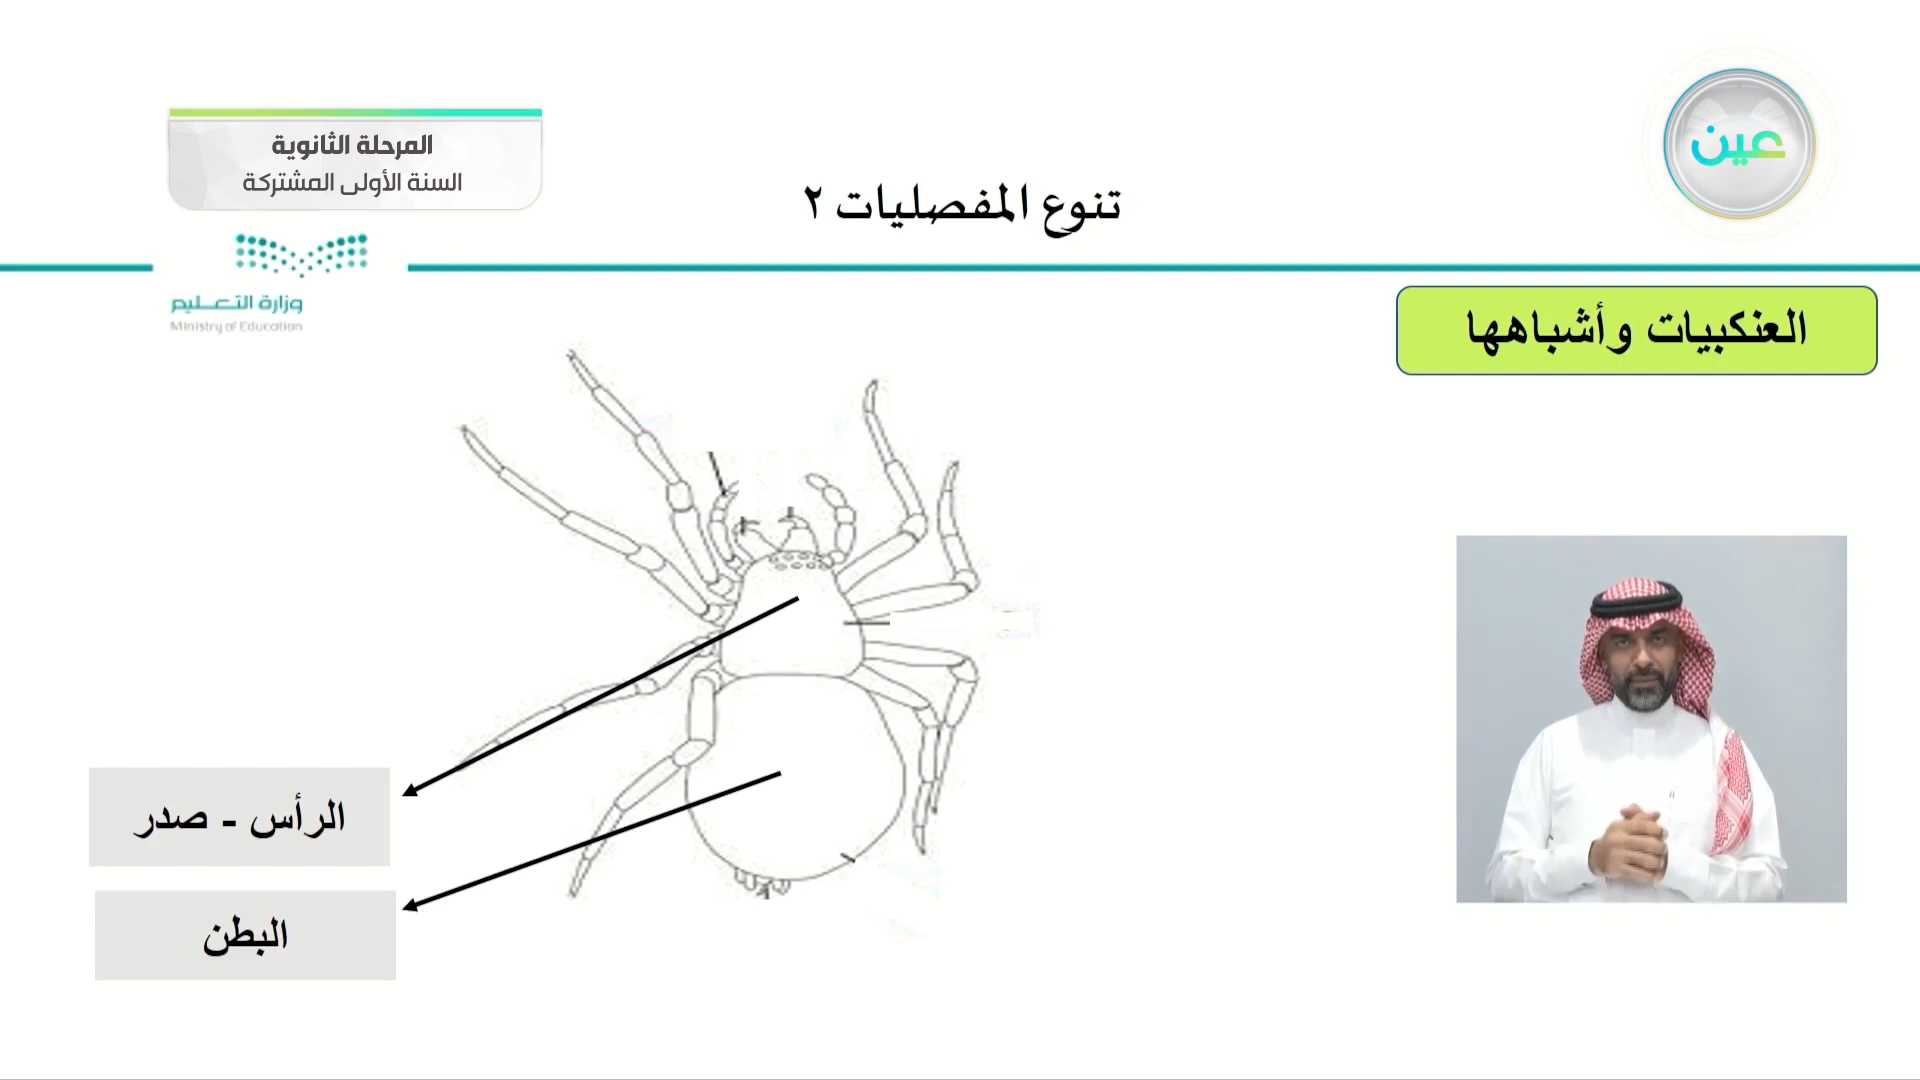 المرحلة الثانوية
السنة الأولى المشتركة
عين
تنوع المفصليات ٢
وزارة التعليم
Ministry of Education
العنكبيات وأشباهها
الرأس - صدر
البطن